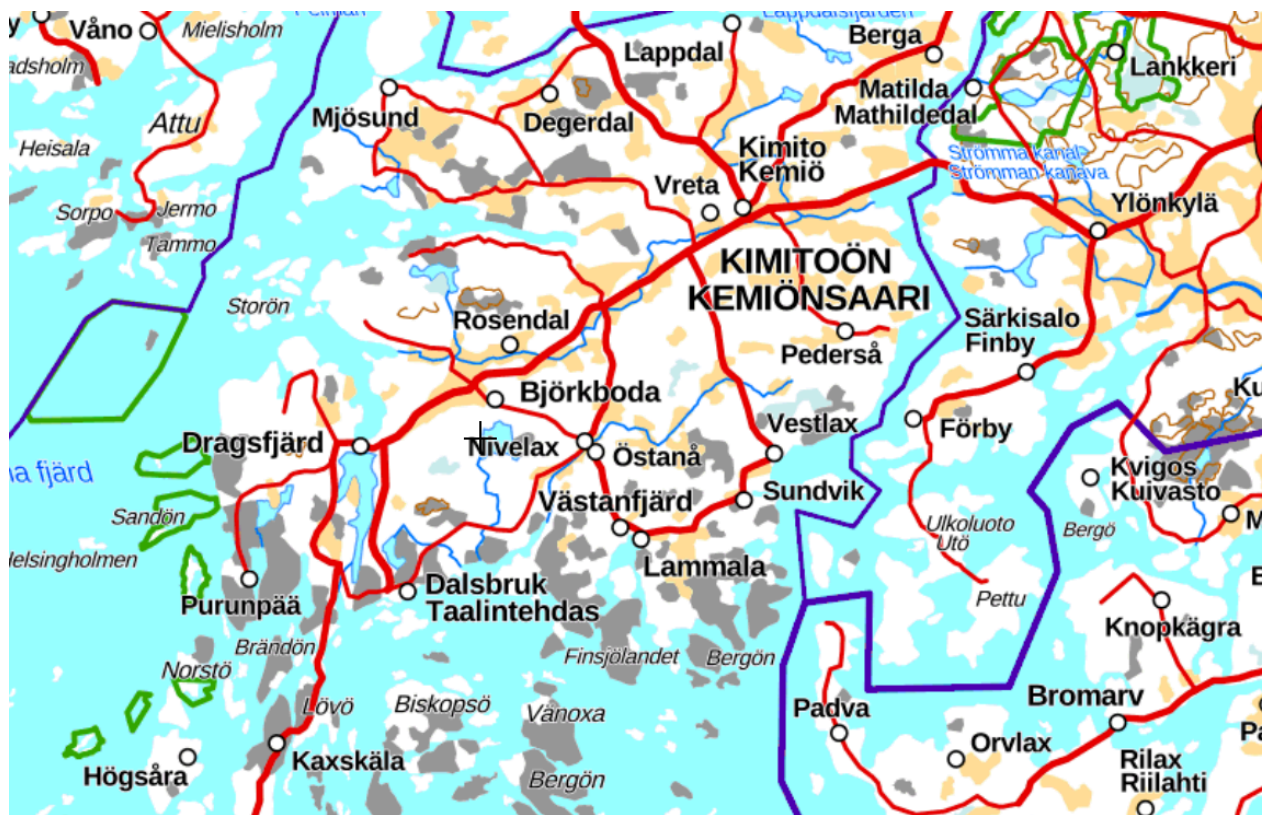 Våno
Mielisholm
Lappdalsfjärden
Lappdal
Berga
Lankkeri
Matilda
Mathildedal
Mjösund
Degerdal
Attu
Heisala
Kimito
Kemiö
Strömma kanal
Strömman kanava
Vreta
Ylönkylä
Sorpo
Jermo
Tammo
KIMITOÖN
KEMIÖNSAARI
Storön
Rosendal
Särkisalo
Finby
Pederså
Björkboda
Vestlax
Förby
Dragsfjärd
Nivelax
Östanå
fjärd
Kvigos
Kuivasto
Västanfjärd
Sundvik
Sandön
Ulkoluoto
Utö
Bergö
Lammala
Dalsbruk
Taalintehdas
Purunpää
Pettu
Knopkägra
Brändön
Norstö
Finsjölandet
Bergön
Lövö
Biskopsö
Vänoxa
Padva
Bromarv
Orvlax
Kaxskäla
Högsåra
Bergön
Rilax
Riilahti